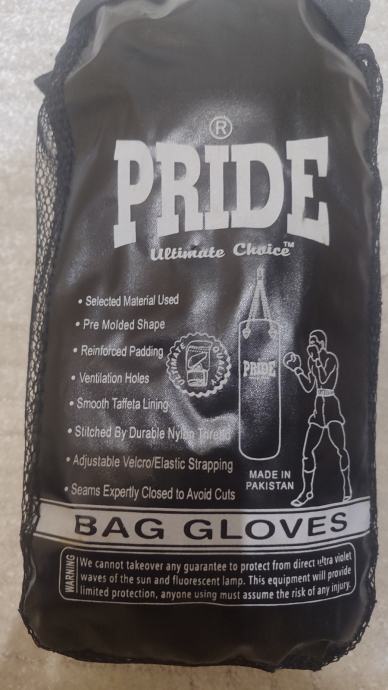 ®
PRIDE
Ultimate Choice™
• Selected Material Used
• Pre Molded Shape
• Reinforced Padding
• Ventilation Holes
• Smooth Taffeta Lining
• Stitched By Durable Nylon Thread
• Adjustable Velcro/Elastic Strapping
• Seams Expertly Closed to Avoid Cuts
ULTIMATE QUALITY
PRIDE
MADE IN
PAKISTAN
BAG GLOVES
WARNING
We cannot takeover any guarantee to protect from direct ultra violet
waves of the sun and fluorescent lamp. This equipment will provide
limited protection, anyone using must assume the risk of any injury.